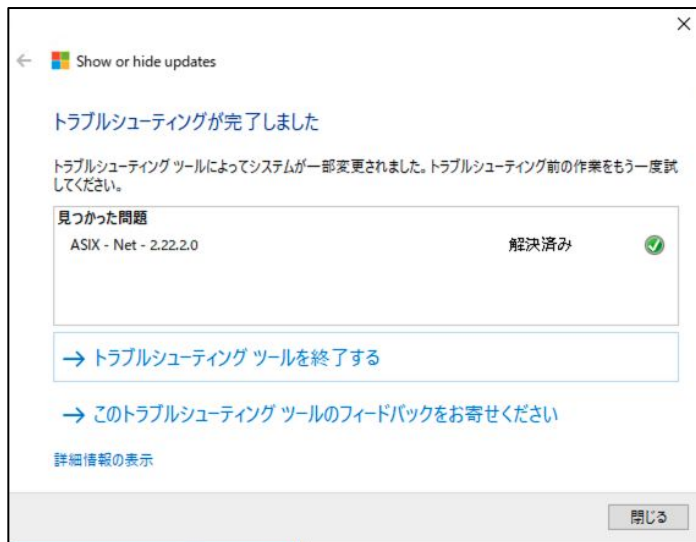 Show or hide updates
トラブルシューティングが完了しました
トラブルシューティング ツールによってシステムが一部変更されました。トラブルシューティング前の作業をもう一度試
してください。
見つかった問題
ASIX - Net - 2.22.2.0 解決済み
→ トラブルシューティング ツールを終了する
→ このトラブルシューティング ツールのフィードバックをお寄せください
詳細情報の表示
閉じる